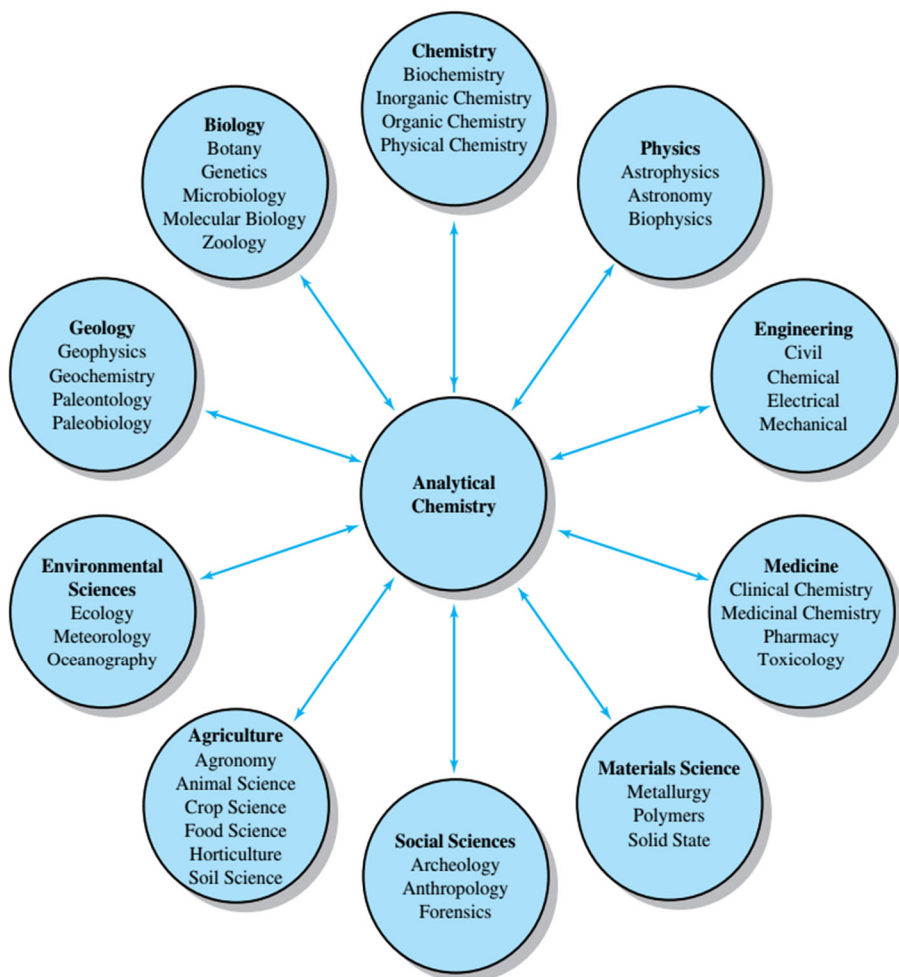 Chemistry
Biochemistry
Inorganic Chemistry
Organic Chemistry
Physical Chemistry
Physics
Astrophysics
Astronomy
Biophysics
Engineering
Civil
Chemical
Electrical
Mechanical
Medicine
Clinical Chemistry
Medicinal Chemistry
Pharmacy
Toxicology
Materials Science
Metallurgy
Polymers
Solid State
Social Sciences
Archeology
Anthropology
Forensics
Agriculture
Agronomy
Animal Science
Crop Science
Food Science
Horticulture
Soil Science
Environmental
Sciences
Ecology
Meteorology
Oceanography
Geology
Geophysics
Geochemistry
Paleontology
Paleobiology
Biology
Botany
Genetics
Microbiology
Molecular Biology
Zoology
Analytical
Chemistry